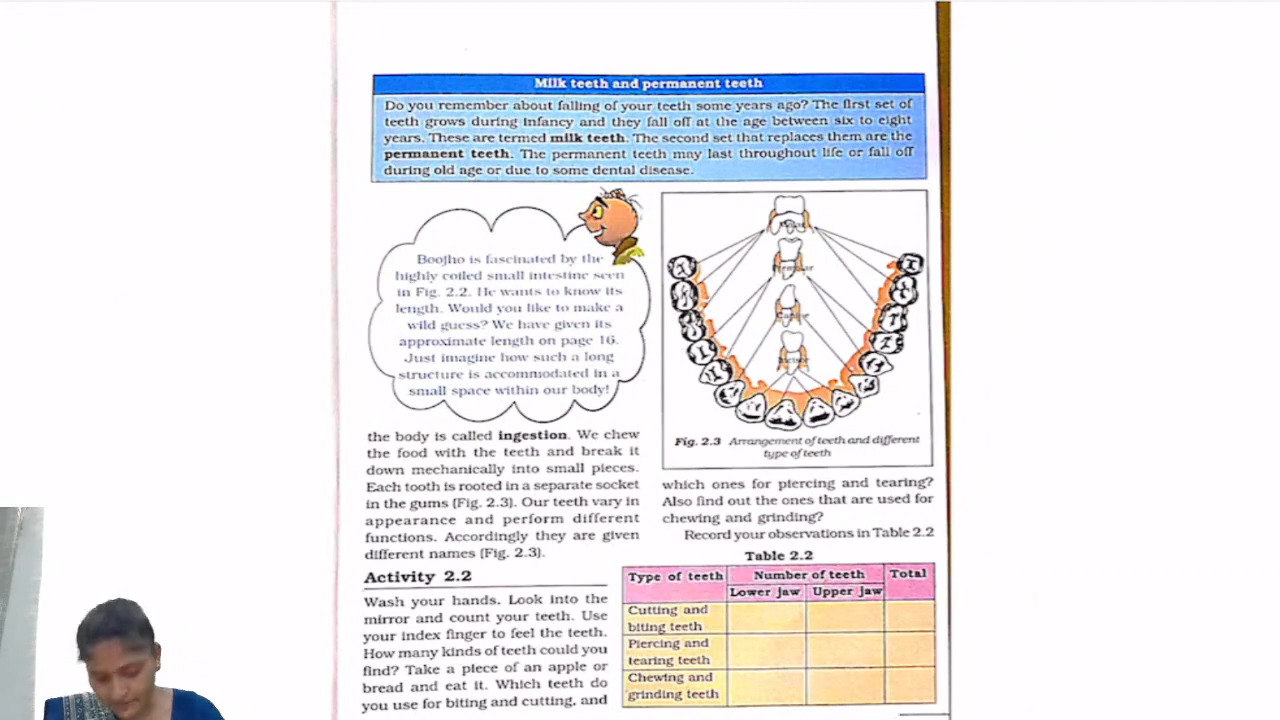 Milk teeth and permanent teeth
Do you remember about falling of your teeth some years ago? The first set of
teeth grows during infancy and they fall off at the age between six to eight
years. These are termed milk teeth. The second set that replaces them are the
permanent teeth. The permanent teeth may last throughout life or fall off
during old age or due to some dental disease.
Boojho is fascinated by the
highly coiled small intestine seen
in Fig. 2.2. He wants to know its
length. Would you like to make a
wild guess? We have given its
approximate length on page 16.
Just imagine how such a long
structure is accommodated in a
small space within our body!
the body is called ingestion. We chew
the food with the teeth and break it
down mechanically into small pieces.
Each tooth is rooted in a separate socket
in the gums (Fig. 2.3). Our teeth vary in
appearance and perform different
functions. Accordingly they are given
different names (Fig. 2.3).
Activity 2.2
Wash your hands. Look into the
mirror and count your teeth. Use
your index finger to feel the teeth.
How many kinds of teeth could you
find? Take a piece of an apple or
bread and eat it. Which teeth do
you use for biting and cutting, and
Premolar
Canine
Incisor
Fig. 2.3 Arrangement of teeth and different
type of teeth
which ones for piercing and tearing?
Also find out the ones that are used for
chewing and grinding?
Record your observations in Table 2.2
Table 2.2
Type of teeth Number of teeth Total
Lower jaw Upper jaw
Cutting and
biting teeth
Piercing and
tearing teeth
Chewing and
grinding teeth